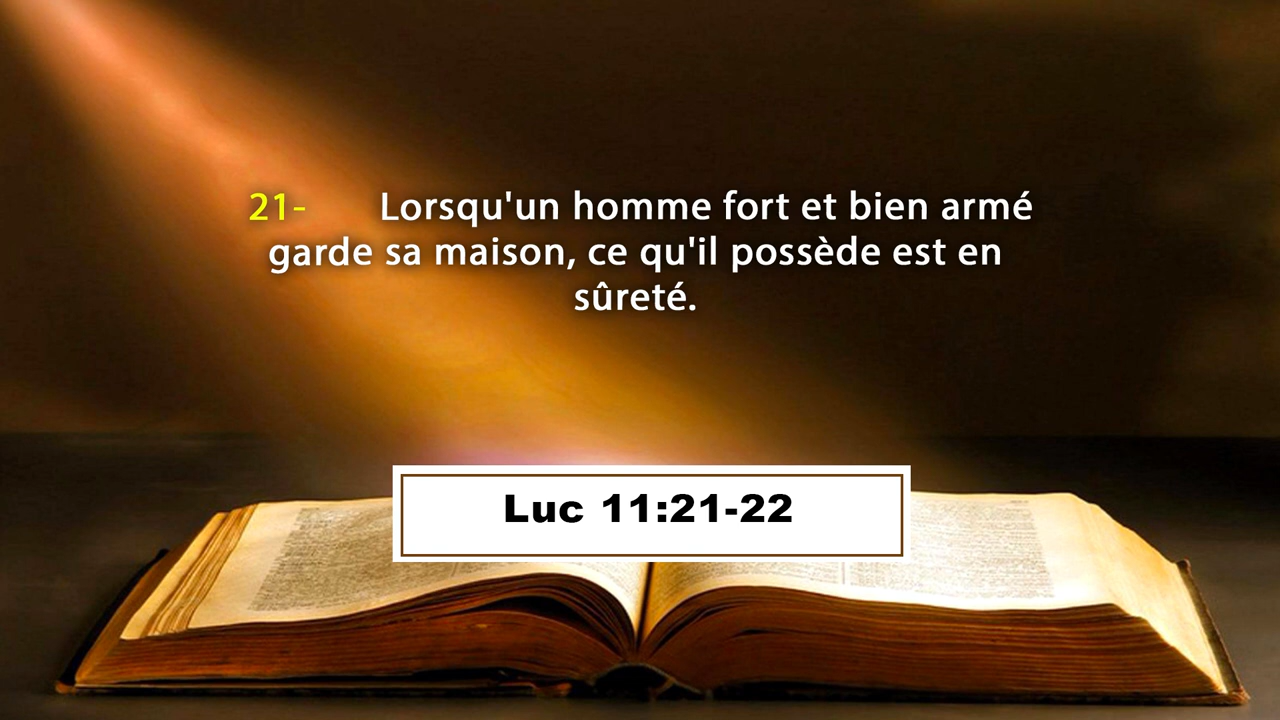 21- Lorsqu'un homme fort et bien armé
garde sa maison, ce qu'il possède est en
sûreté.
Luc 11:21-22